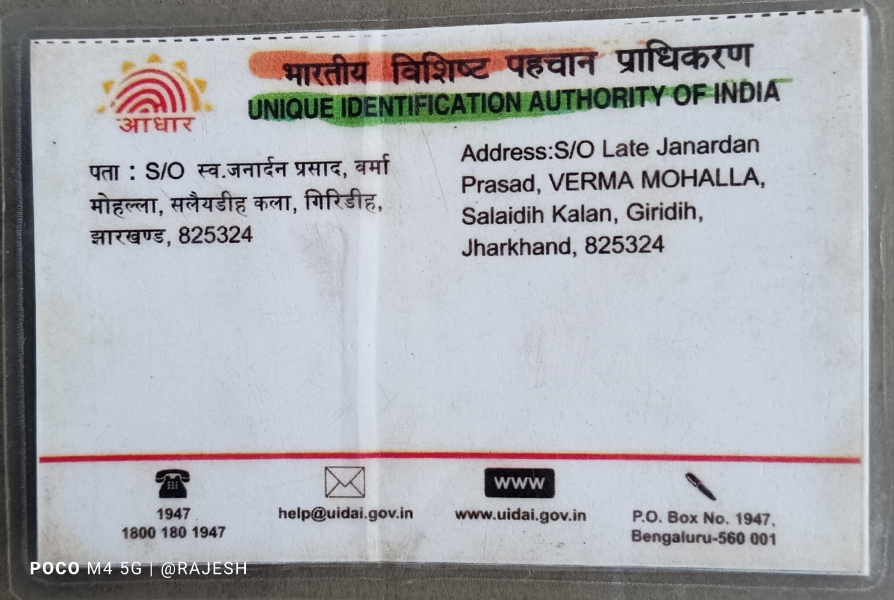 भारतीय विशिष्ट पहचान प्राधिकरण
UNIQUE IDENTIFICATION AUTHORITY OF INDIA
आधार
पता : S/O स्व.जनार्दन प्रसाद, वर्मा
मोहल्ला, सलैयडीह कला, गिरिडीह,
झारखण्ड, 825324
Address:S/O Late Janardan
Prasad, VERMA MOHALLA,
Salaidih Kalan, Giridih,
Jharkhand, 825324
1947
1800 180 1947
help@uidai.gov.in
WWW
www.uidai.gov.in
P.O. Box No. 1947,
Bengaluru-560 001
POCO M4 5G | @RAJESH